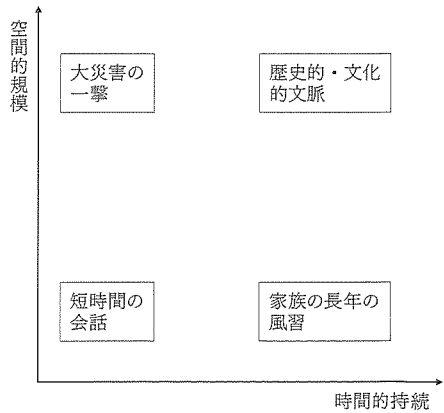 空間的規模
大災害の
一撃
歴史的・文化
的文脈
短時間の
会話
家族の長年の
風習
時間的持続